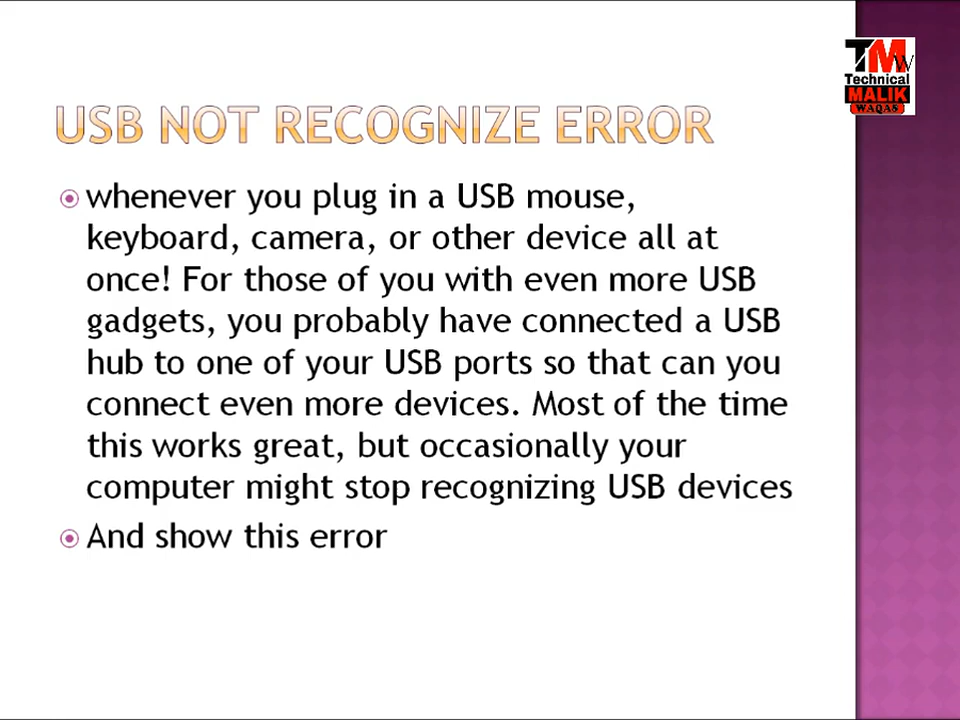 TMW
Technical
MALIK
WAQAS
USB NOT RECOGNIZE ERROR
whenever you plug in a USB mouse,
keyboard, camera, or other device all at
once! For those of you with even more USB
gadgets, you probably have connected a USB
hub to one of your USB ports so that can you
connect even more devices. Most of the time
this works great, but occasionally your
computer might stop recognizing USB devices
And show this error